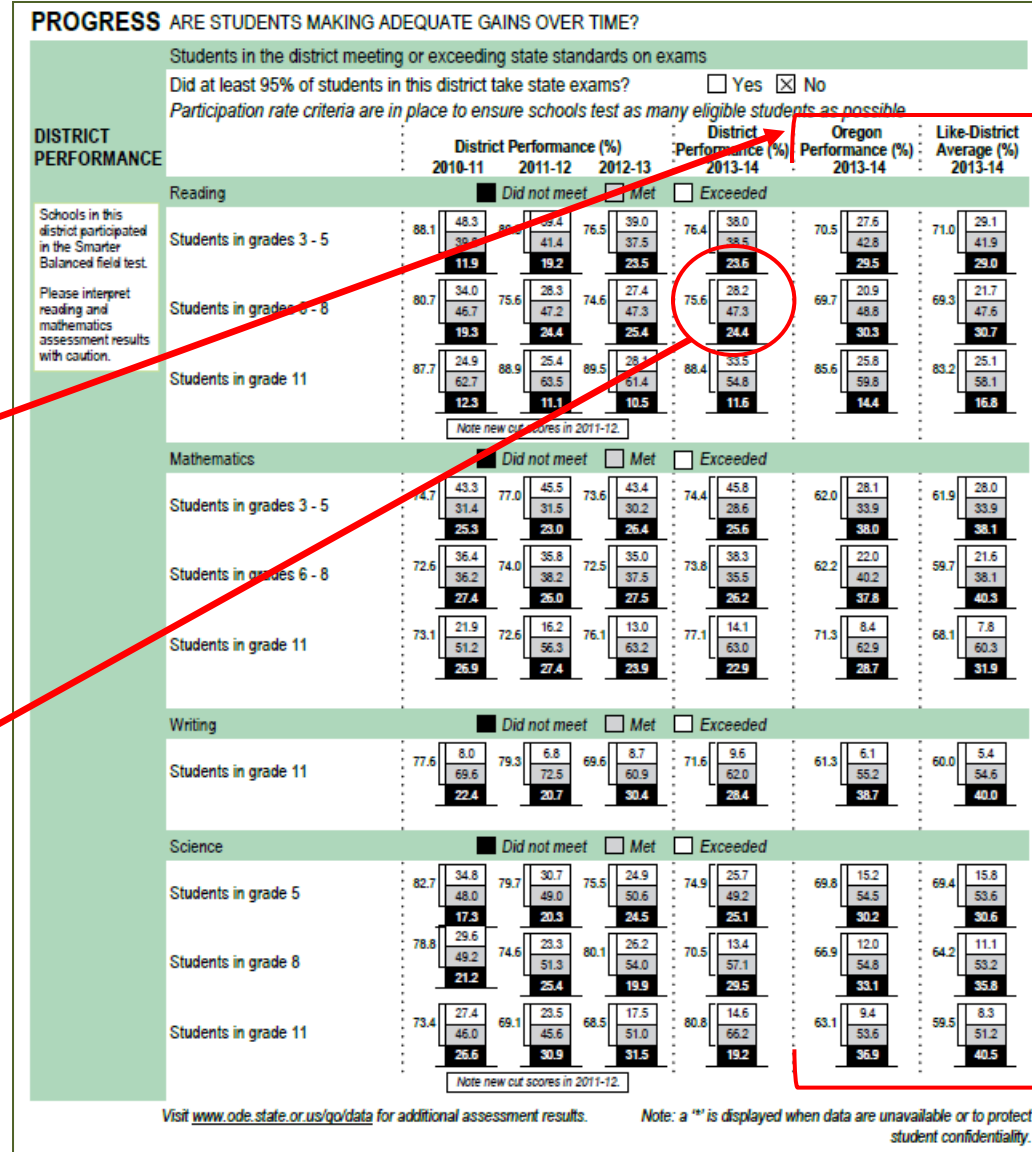 PROGRESS ARE STUDENTS MAKING ADEQUATE GAINS OVER TIME?
Students in the district meeting or exceeding state standards on exams
Did at least 95% of students in this district take state exams? Yes No
Participation rate criteria are in place to ensure schools test as many eligible students as possible
DISTRICT PERFORMANCE
Schools in this
district participated
in the Smarter
Balanced field test.
Please interpret
reading and
mathematics
assessment results
with caution.
District Performance (%) District Performance (%) Oregon Performance (%) Like-District Average (%)
2010-11 2011-12 2012-13 2013-14 2013-14 2013-14
Reading Did not meet Met Exceeded
Students in grades 3 - 5
88.1 48.3 11.9
41.4 19.2
76.5 39.0 37.5 23.5
76.4 38.0 38.5 23.6
70.5 27.6 42.8 29.5
71.0 29.1 41.9 29.0
Students in grades - 8
80.7 34.0 46.7 19.3
75.6 28.3 47.2 24.4
74.6 27.4 47.3 25.4
75.6 28.2 47.3 24.4
69.7 20.9 48.8 30.3
69.3 21.7 47.6 30.7
Students in grade 11
87.7 24.9 62.7 12.3
88.9 25.4 63.5 11.1
89.5 28.1 61.4 10.5
88.4 33.5 54.8 11.6
85.6 25.8 59.8 14.4
83.2 25.1 58.1 16.8
Note new cut scores in 2011-12.
Mathematics Did not meet Met Exceeded
Students in grades 3 - 5
74.7 43.3 31.4 25.3
77.0 45.5 31.5 23.0
73.6 43.4 30.2 26.4
74.4 45.8 28.6 25.6
62.0 28.1 33.9 38.0
61.9 28.0 33.9 38.1
Students in grades 6 - 8
72.6 36.4 36.2 27.4
74.0 35.8 38.2 26.0
72.5 35.0 37.5 27.5
73.8 38.3 35.5 26.2
62.2 22.0 40.2 37.8
59.7 21.6 38.1 40.3
Students in grade 11
73.1 21.9 51.2 26.9
72.6 16.2 56.3 27.4
76.1 13.0 63.2 23.9
77.1 14.1 63.0 22.9
71.3 8.4 62.9 28.7
68.1 7.8 60.3 31.9
Writing Did not meet Met Exceeded
Students in grade 11
77.6 8.0 69.6 22.4
79.3 6.8 72.5 20.7
69.6 8.7 60.9 30.4
71.6 9.6 62.0 28.4
61.3 6.1 55.2 38.7
60.0 5.4 54.6 40.0
Science Did not meet Met Exceeded
Students in grade 5
82.7 34.8 48.0 17.3
79.7 30.7 49.0 20.3
75.5 24.9 50.6 24.5
74.9 25.7 49.2 25.1
69.8 15.2 54.5 30.2
69.4 15.8 53.6 30.6
Students in grade 8
78.8 29.6 49.2 21.2
74.6 23.3 51.3 25.4
80.1 26.2 54.0 19.9
70.5 13.4 57.1 29.5
66.9 12.0 54.8 33.1
64.2 11.1 53.2 35.8
Students in grade 11
73.4 27.4 46.0 26.6
69.1 23.5 45.6 30.9
68.5 17.5 51.0 31.5
80.8 14.6 66.2 19.2
63.1 9.4 53.6 36.9
59.5 8.3 51.2 40.5
Note new cut scores in 2011-12.
Visit www.ode.state.or.us/go/data for additional assessment results.
Note: a '*' is displayed when data are unavailable or to protect
student confidentiality.